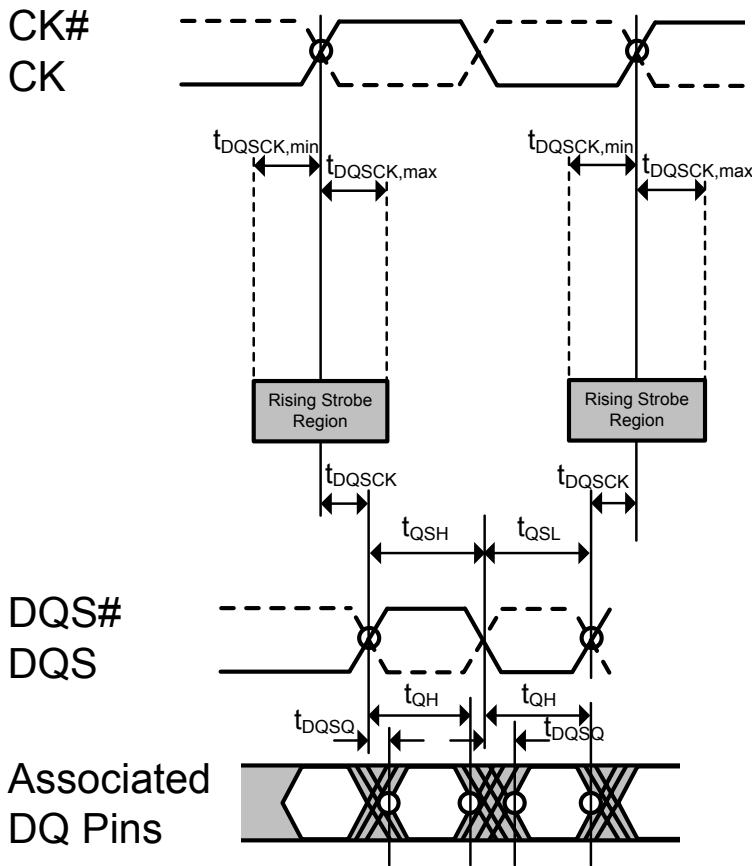 CK#
CK
tDQSCK,min
tDQSCK,max
tDQSCK,min
tDQSCK,max
Rising Strobe
Region
Rising Strobe
Region
tDQSCK
tDQSCK
tQSH
tQSL
DQS#
DQS
tQH
tQH
tDQSQ
tDQSQ
Associated
DQ Pins